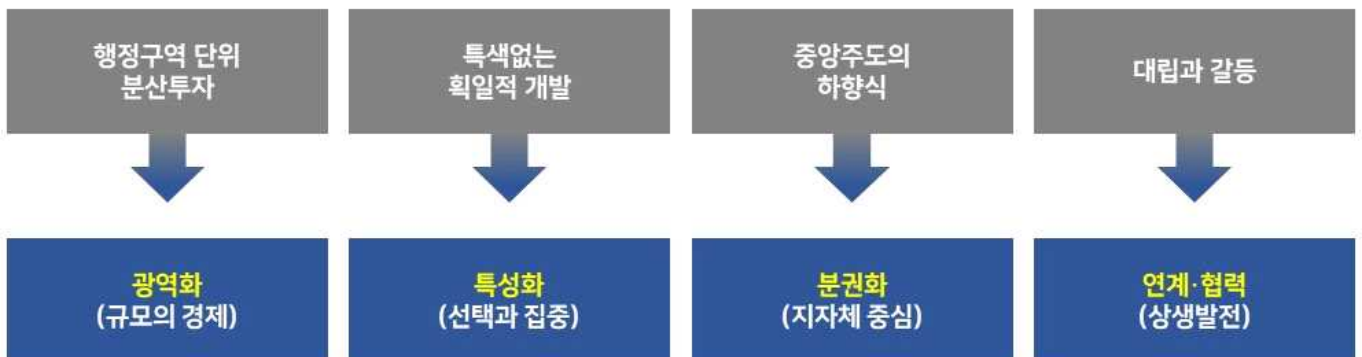 행정구역 단위
분산투자
특색없는
획일적 개발
중앙주도의
하향식
대립과 갈등
광역화
(규모의 경제)
특성화
(선택과 집중)
분권화
(지자체 중심)
연계·협력
(상생발전)